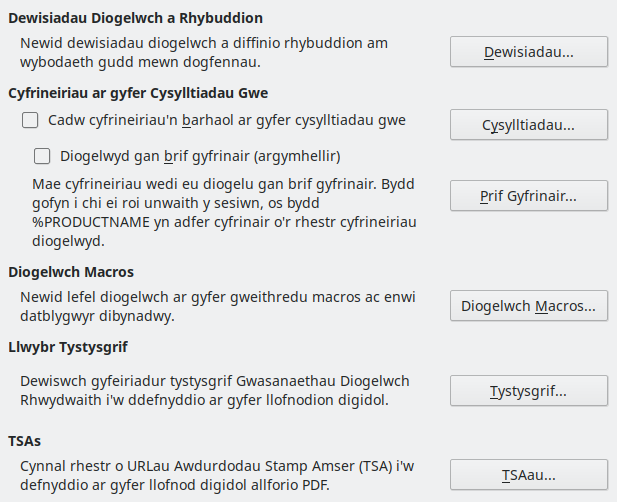 Dewisiadau Diogelwch a Rhybuddion
Newid dewisiadau diogelwch a diffinio rhybuddion am
wybodaeth gudd mewn dogfennau.
Dewisiadau...
Cyfrineiriau ar gyfer Cysylltiadau Gwe
Cadw cyfrineiriau'n barhaol ar gyfer cysylltiadau gwe
Cysylltiadau...
Diogelwyd gan brif gyfrinair (argymhellir)
Mae cyfrineiriau wedi eu diogelu gan brif gyfrinair. Bydd
gofyn i chi ei roi unwaith y sesiwn, os bydd
%PRODUCTNAME yn adfer cyfrinair o'r rhestr cyfrineiriau
diogelwyd.
Prif Gyfrinair...
Diogelwch Macros
Newid lefel diogelwch ar gyfer gweithredu macros ac enwi
datblygwyr dibynadwy.
Diogelwch Macros...
Llwybr Tystysgrif
Dewiswch gyfeiriadur tystysgrif Gwasanaethau Diogelwch
Rhwydwaith i'w ddefnyddio ar gyfer llofnodion digidol.
Tystysgrif...
TSAs
Cynnal rhestr o URLau Awdurdodau Stamp Amser (TSA) i'w
defnyddio ar gyfer llofnod digidol allforio PDF.
TSAau...